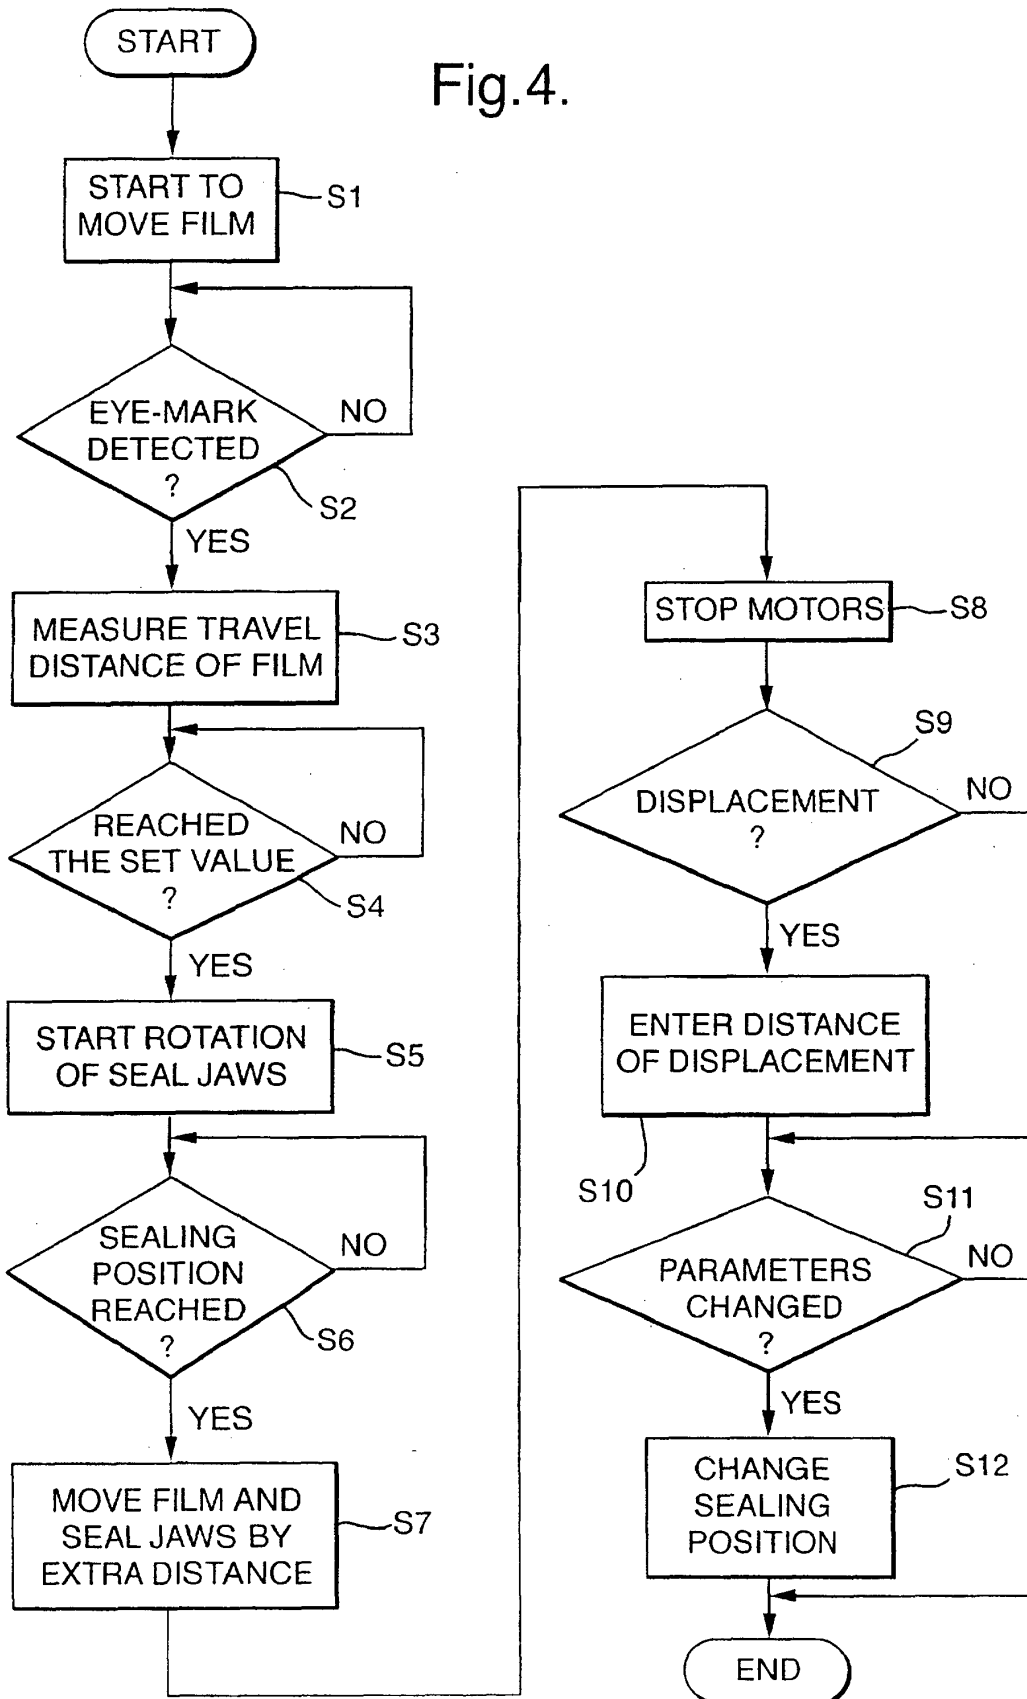 START
Fig.4.
START TO
MOVE FILM
S1
EYE-MARK
DETECTED
?
NO
S2
YES
MEASURE TRAVEL
DISTANCE OF FILM
S3
REACHED
THE SET VALUE
?
NO
S4
YES
START ROTATION
OF SEAL JAWS
S5
SEALING
POSITION
REACHED
?
NO
S6
YES
MOVE FILM AND
SEAL JAWS BY
EXTRA DISTANCE
S7
STOP MOTORS
S8
DISPLACEMENT
?
S9
NO
YES
ENTER DISTANCE
OF DISPLACEMENT
S10
PARAMETERS
CHANGED
?
S11
NO
YES
CHANGE
SEALING
POSITION
S12
END